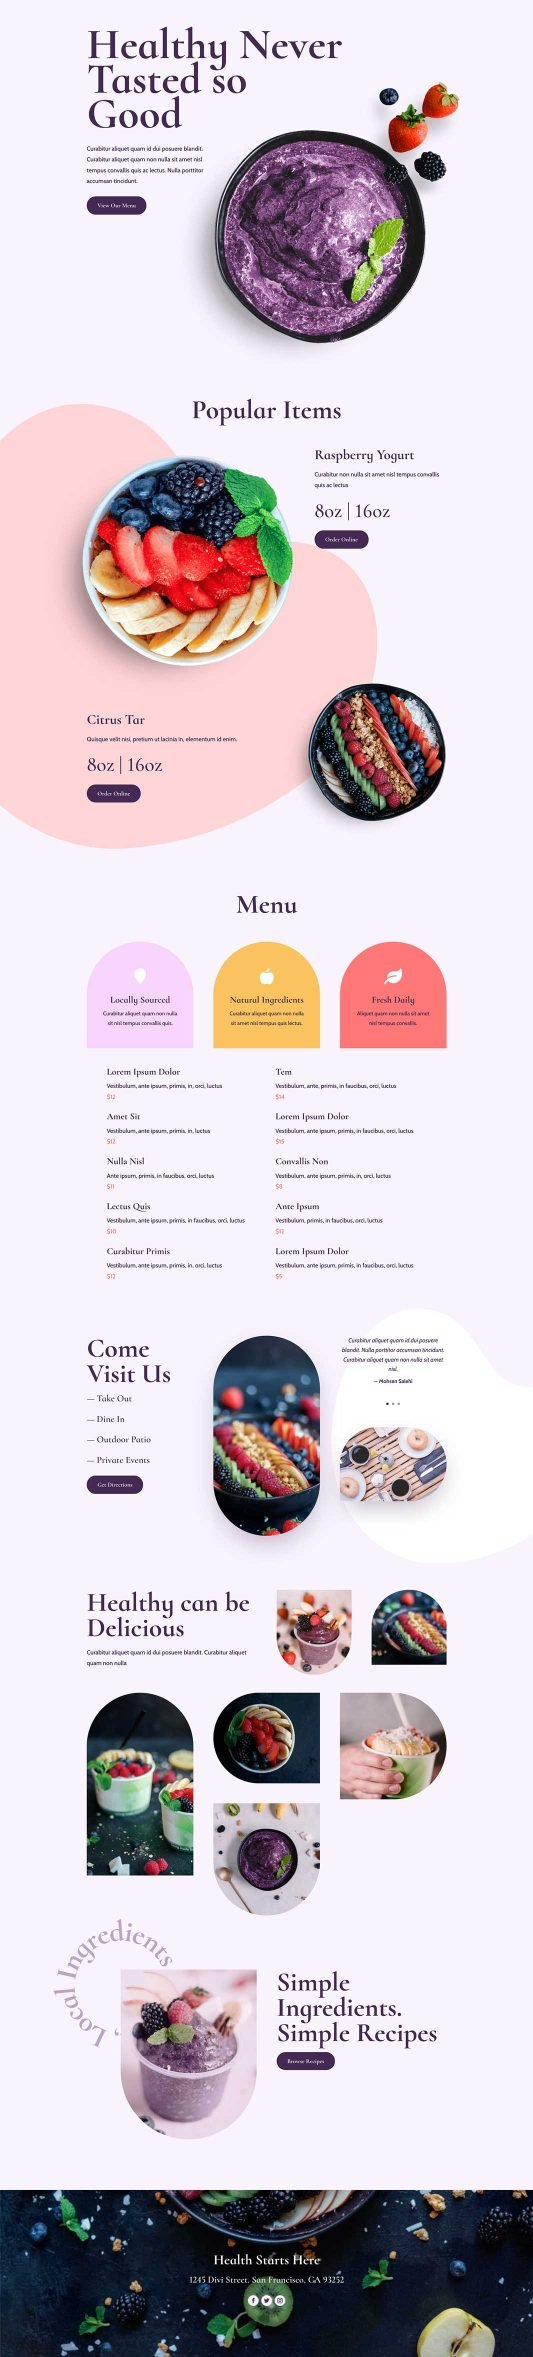 Healthy Never
Tasted so
Good
Curabitur aliquet quam id dui posuere blandit.
Curabitur aliquet quam non nulla sit amet nisl
tempus convallis quis ac lectus. Nulla porttitor
accumsan tincidunt.
View Our Menu
Popular Items
Raspberry Yogurt
Curabitur non nulla sit amet nisl tempus convallis
quis ac lectus
8oz | 16oz
Order Online
Citrus Tar
Quisque velit nisi, pretium ut lacinia in, elementum id enim.
8oz | 16oz
Order Online
Menu
Locally Sourced
Curabitur aliquet quam non nulla
sit nisl tempus convallis quis.
Natural Ingredients
Curabitur aliquet quam non nulla
sit amet nisl tempus quis lectus.
Fresh Daily
Aliquet quam non nulla sit amet
nisl tempus convallis.
Lorem Ipsum Dolor
Vestibulum, ante ipsum, primis, in, orci, luctus
$12
Amet Sit
Vestibulum, ante ipsum, primis, in, luctus
$12
Nulla Nisl
Ante ipsum, primis, in faucibus, orci, luctus
$11
Lectus Quis
Vestibulum, ante ipsum, primis, in faucibus, orci, luctus
$10
Curabitur Primis
Vestibulum, ante ipsum, primis, in, orci, luctus
$12
Tem
Vestibulum, ante, primis, in faucibus, orci, luctus
$14
Lorem Ipsum Dolor
Vestibulum, ante ipsum, primis, in faucibus, orci, luctus
$15
Convallis Non
Vestibulum, ante ipsum, primis, in, orci, luctus
$8
Ante Ipsum
Vestibulum, primis, in faucibus, orci, luctus
$12
Lorem Ipsum Dolor
Vestibulum, ante ipsum, primis, in faucibus, orci, luctus
$5
Come
Visit Us
— Take Out
— Dine In
— Outdoor Patio
— Private Events
Get Directions
Curabitur aliquet quam id dui posuere
blandit. Nulla porttitor accumsan tincidunt.
Curabitur aliquet quam non nulla sit amet
nisl.
— Mohsen Salehi
Healthy can be
Delicious
Curabitur aliquet quam id dui posuere blandit. Curabitur aliquet
quam non nulla
, Local Ingredients
Simple
Ingredients.
Simple Recipes
Browse Recipes
Health Starts Here
1245 Divi Street. San Francisco, CA 93252